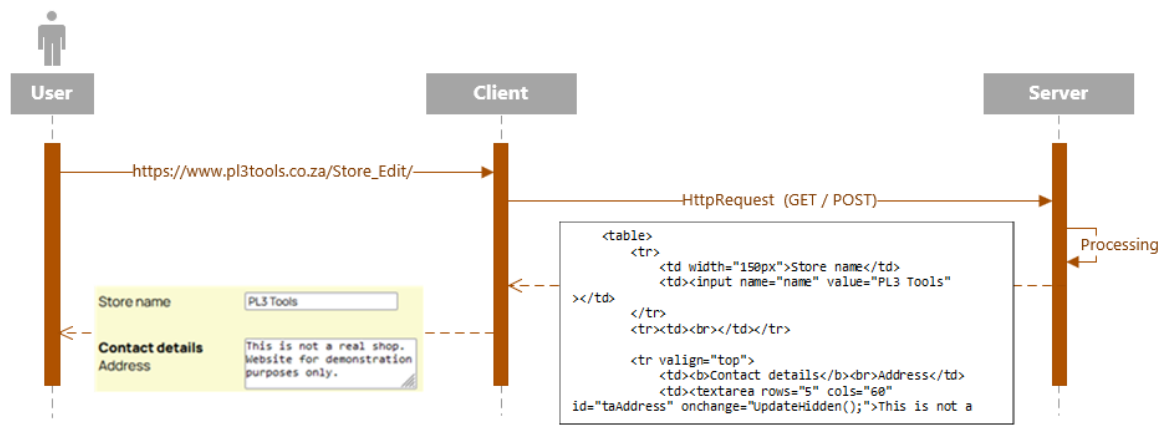 User
Client
Server
https://www.pl3tools.co.za/Store_Edit/
HttpRequest (GET / POST)
Processing
<table>
<tr>
<td width="150px">Store name</td>
<td><input name="name" value="PL3 Tools"
></td>
</tr>
<tr><td><br></td></tr>
<tr valign="top">
<td><b>Contact details</b><br>Address</td>
<td><textarea rows="5" cols="60"
id="taAddress" onchange="UpdateHidden();">This is not a
Store name
PL3 Tools
Contact details
Address
This is not a real shop.
Website for demonstration
purposes only.